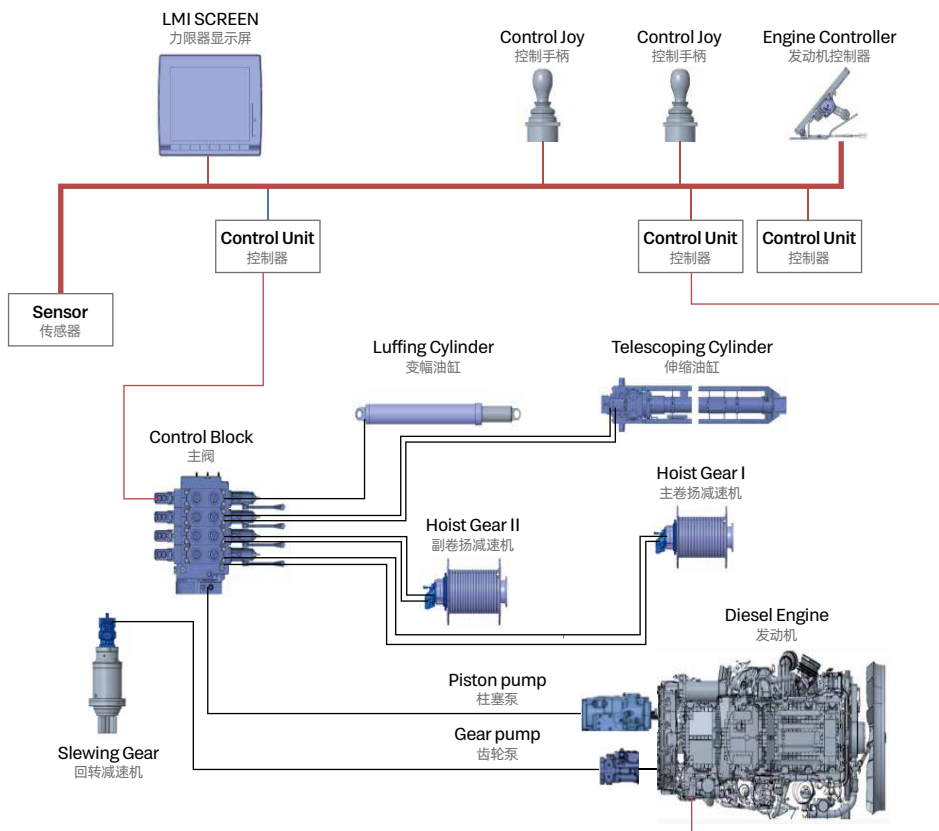 LMI SCREEN
力限器显示屏
Control Joy
控制手柄
Control Joy
控制手柄
Engine Controller
发动机控制器
Control Unit
控制器
Control Unit
控制器
Control Unit
控制器
Sensor
传感器
Luffing Cylinder
变幅油缸
Telescoping Cylinder
伸缩油缸
Control Block
主阀
Hoist Gear I
主卷扬减速机
Hoist Gear II
副卷扬减速机
Diesel Engine
发动机
Piston pump
柱塞泵
Gear pump
齿轮泵
Slewing Gear
回转减速机